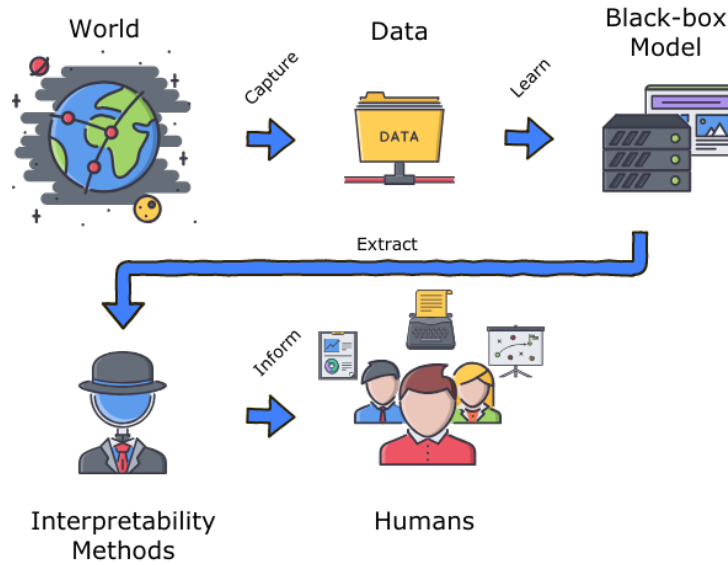 World
Capture
Data
DATA
Learn
Black-box
Model
Extract
Inform
Interpretability
Methods
Humans